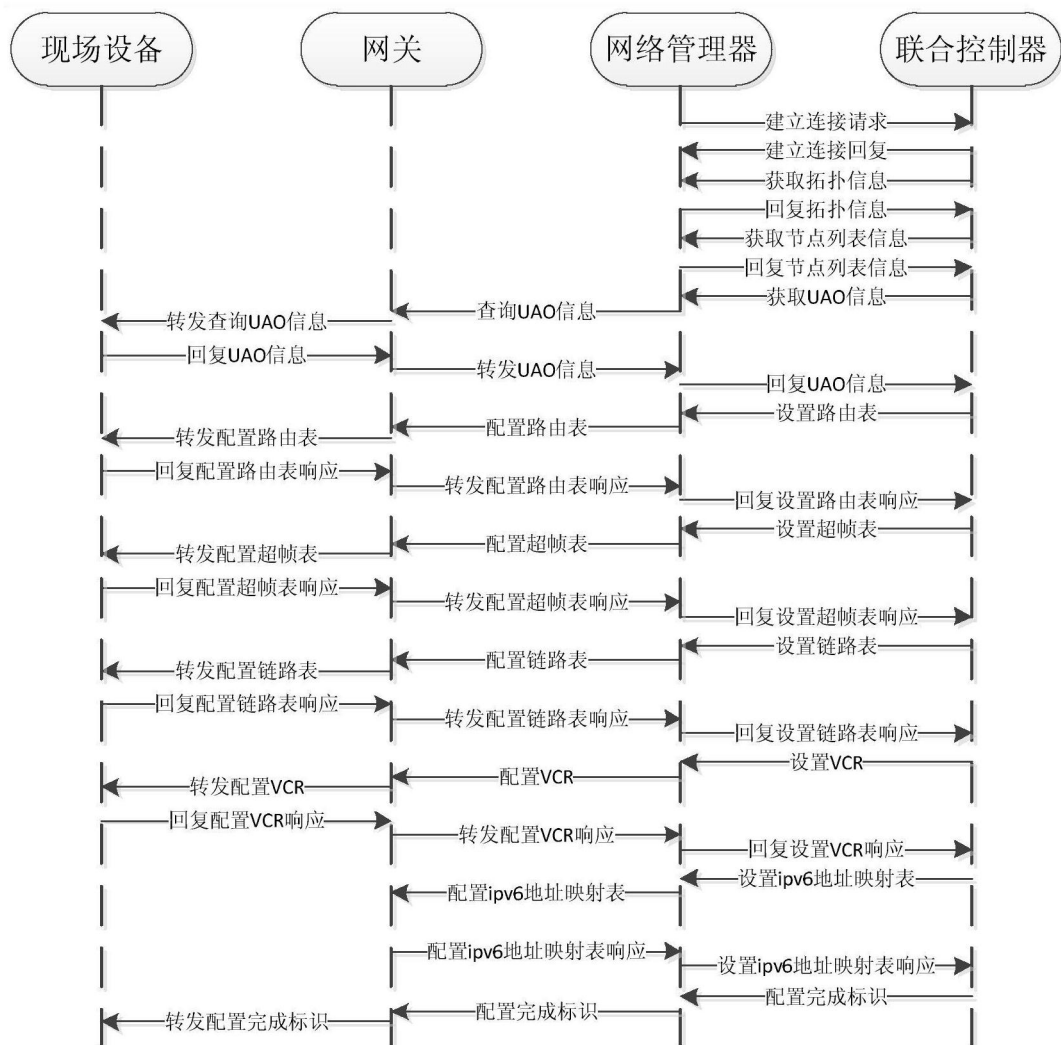 现场设备
网关
网络管理器
联合控制器
建立连接请求
建立连接回复
获取拓扑信息
回复拓扑信息
获取节点列表信息
回复节点列表信息
获取UAO信息
查询UAO信息
转发查询UAO信息
回复UAO信息
转发UAO信息
回复UAO信息
设置路由表
配置路由表
转发配置路由表
回复配置路由表响应
转发配置路由表响应
回复设置路由表响应
设置超帧表
配置超帧表
转发配置超帧表
回复配置超帧表响应
转发配置超帧表响应
回复设置超帧表响应
设置链路表
配置链路表
转发配置链路表
回复配置链路表响应
转发配置链路表响应
回复设置链路表响应
设置VCR
配置VCR
转发配置VCR
回复配置VCR响应
转发配置VCR响应
回复设置VCR响应
设置ipv6地址映射表
配置ipv6地址映射表
配置ipv6地址映射表响应
设置ipv6地址映射表响应
配置完成标识
配置完成标识
转发配置完成标识